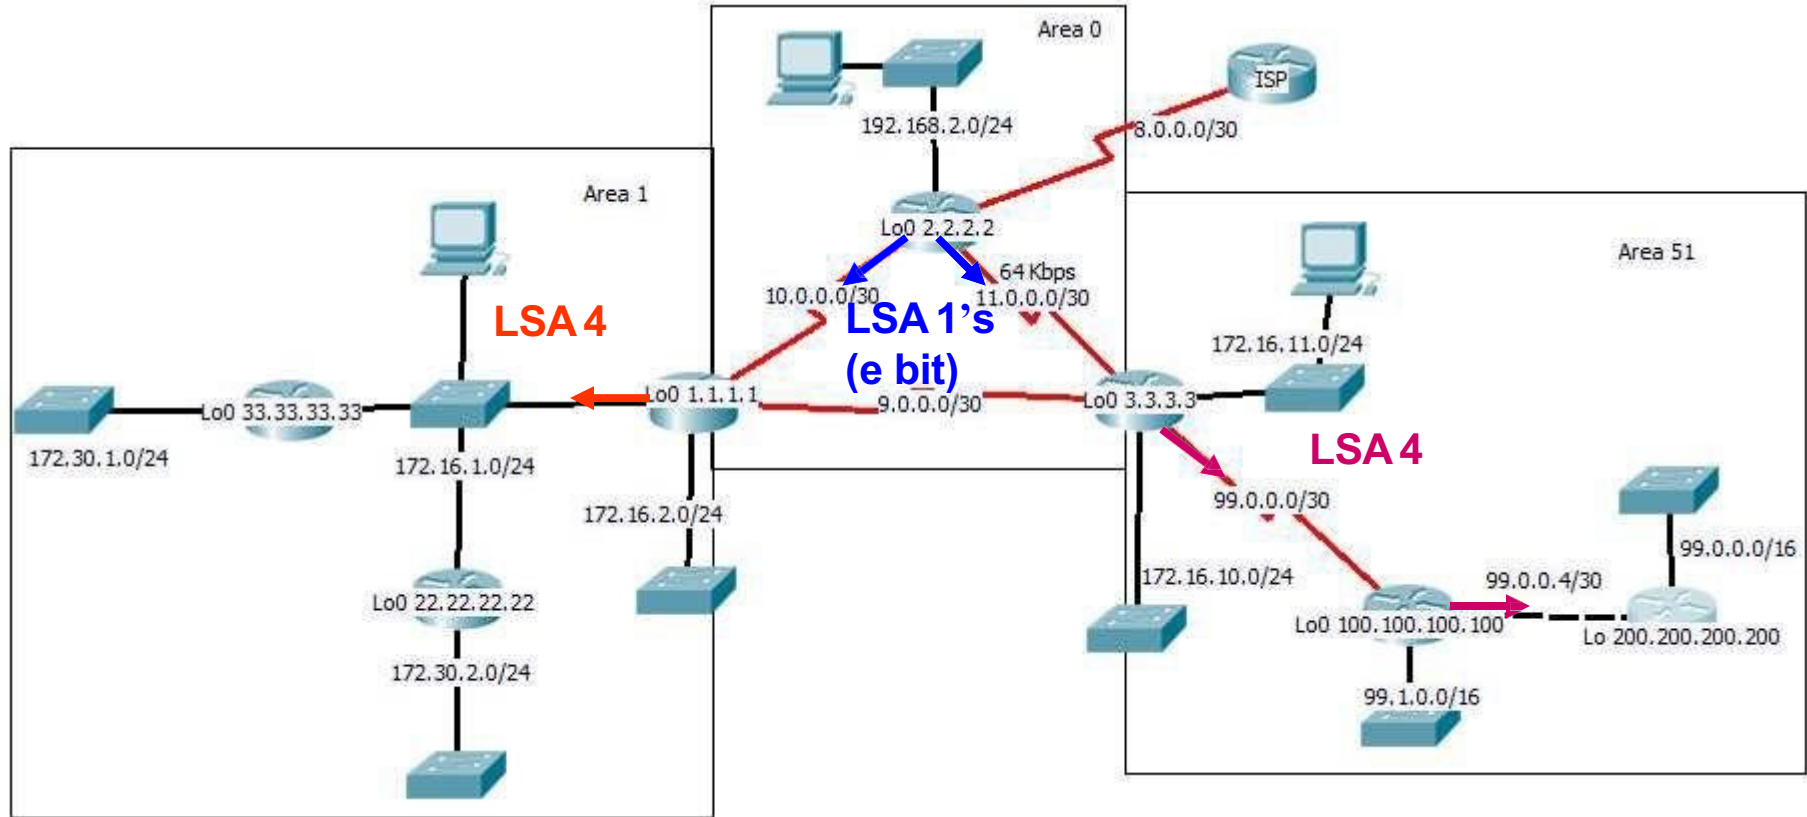 Area 0
ISP
192.168.2.0/24
8.0.0.0/30
Area 1
Lo0 2.2.2.2
Area 51
64 Kbps
10.0.0.0/30
11.0.0.0/30
LSA 4
LSA 1’s
(e bit)
172.16.11.0/24
Lo0 33.33.33.33
Lo0 1.1.1.1
9.0.0.0/30
Lo0 3.3.3.3
172.30.1.0/24
172.16.1.0/24
LSA 4
172.16.2.0/24
99.0.0.0/30
99.0.0.0/16
172.16.10.0/24
99.0.0.4/30
Lo0 22.22.22.22
Lo0 100.100.100.100
Lo 200.200.200.200
172.30.2.0/24
99.1.0.0/16